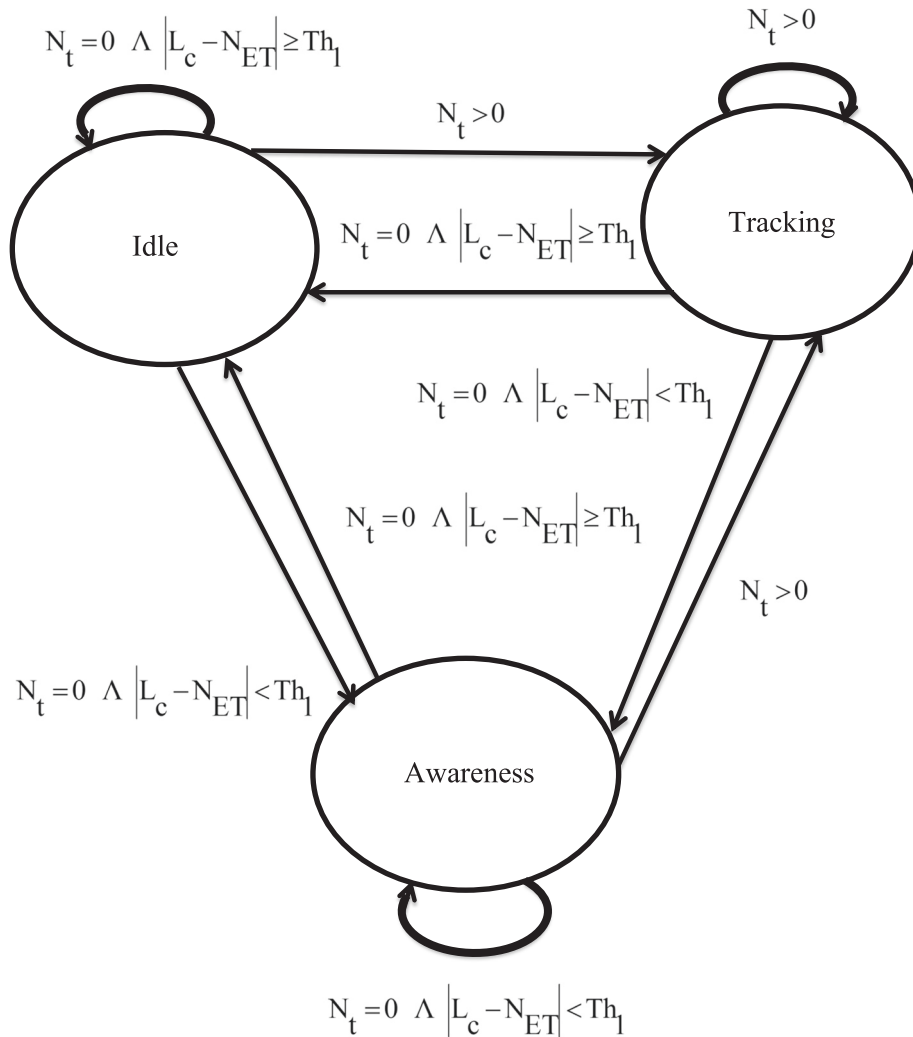 N_t=0 Λ |L_c−N_ET|≥Th_l
N_t>0
N_t>0
Idle
Tracking
N_t=0 Λ |L_c−N_ET|≥Th_l
N_t=0 Λ |L_c−N_ET|<Th_l
N_t=0 Λ |L_c−N_ET|≥Th_l
N_t>0
N_t=0 Λ |L_c−N_ET|<Th_l
Awareness
N_t=0 Λ |L_c−N_ET|<Th_l